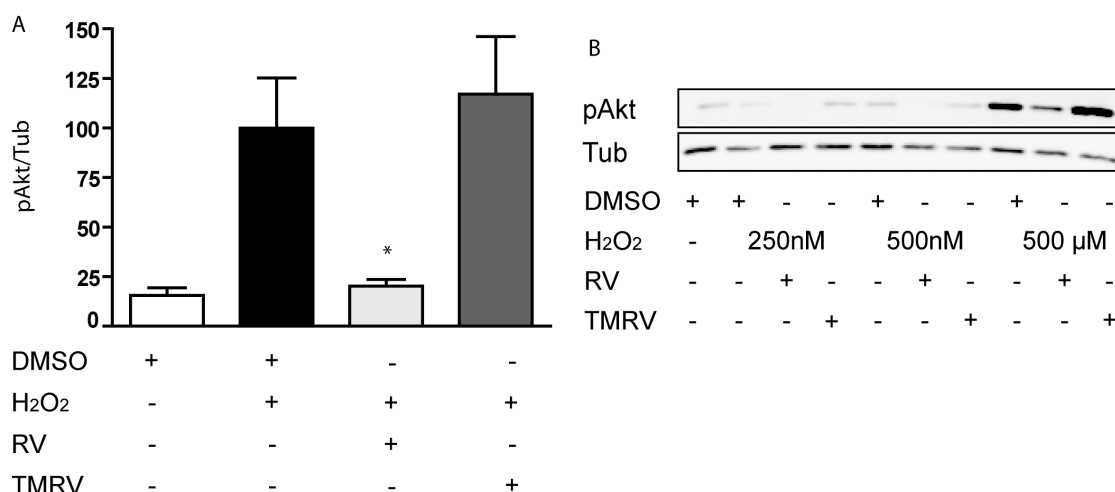 A
150
125
100
75
50
25
0
pAkt/Tub
DMSO + + - -
H2O2 - + + +
RV - - + -
TMRV - - - +
*
B
pAkt
Tub
DMSO + + - - + - - + - -
H2O2 - 250nM 500nM 500 µM
RV - - + - - + - - + -
TMRV - - - + - - + - - +